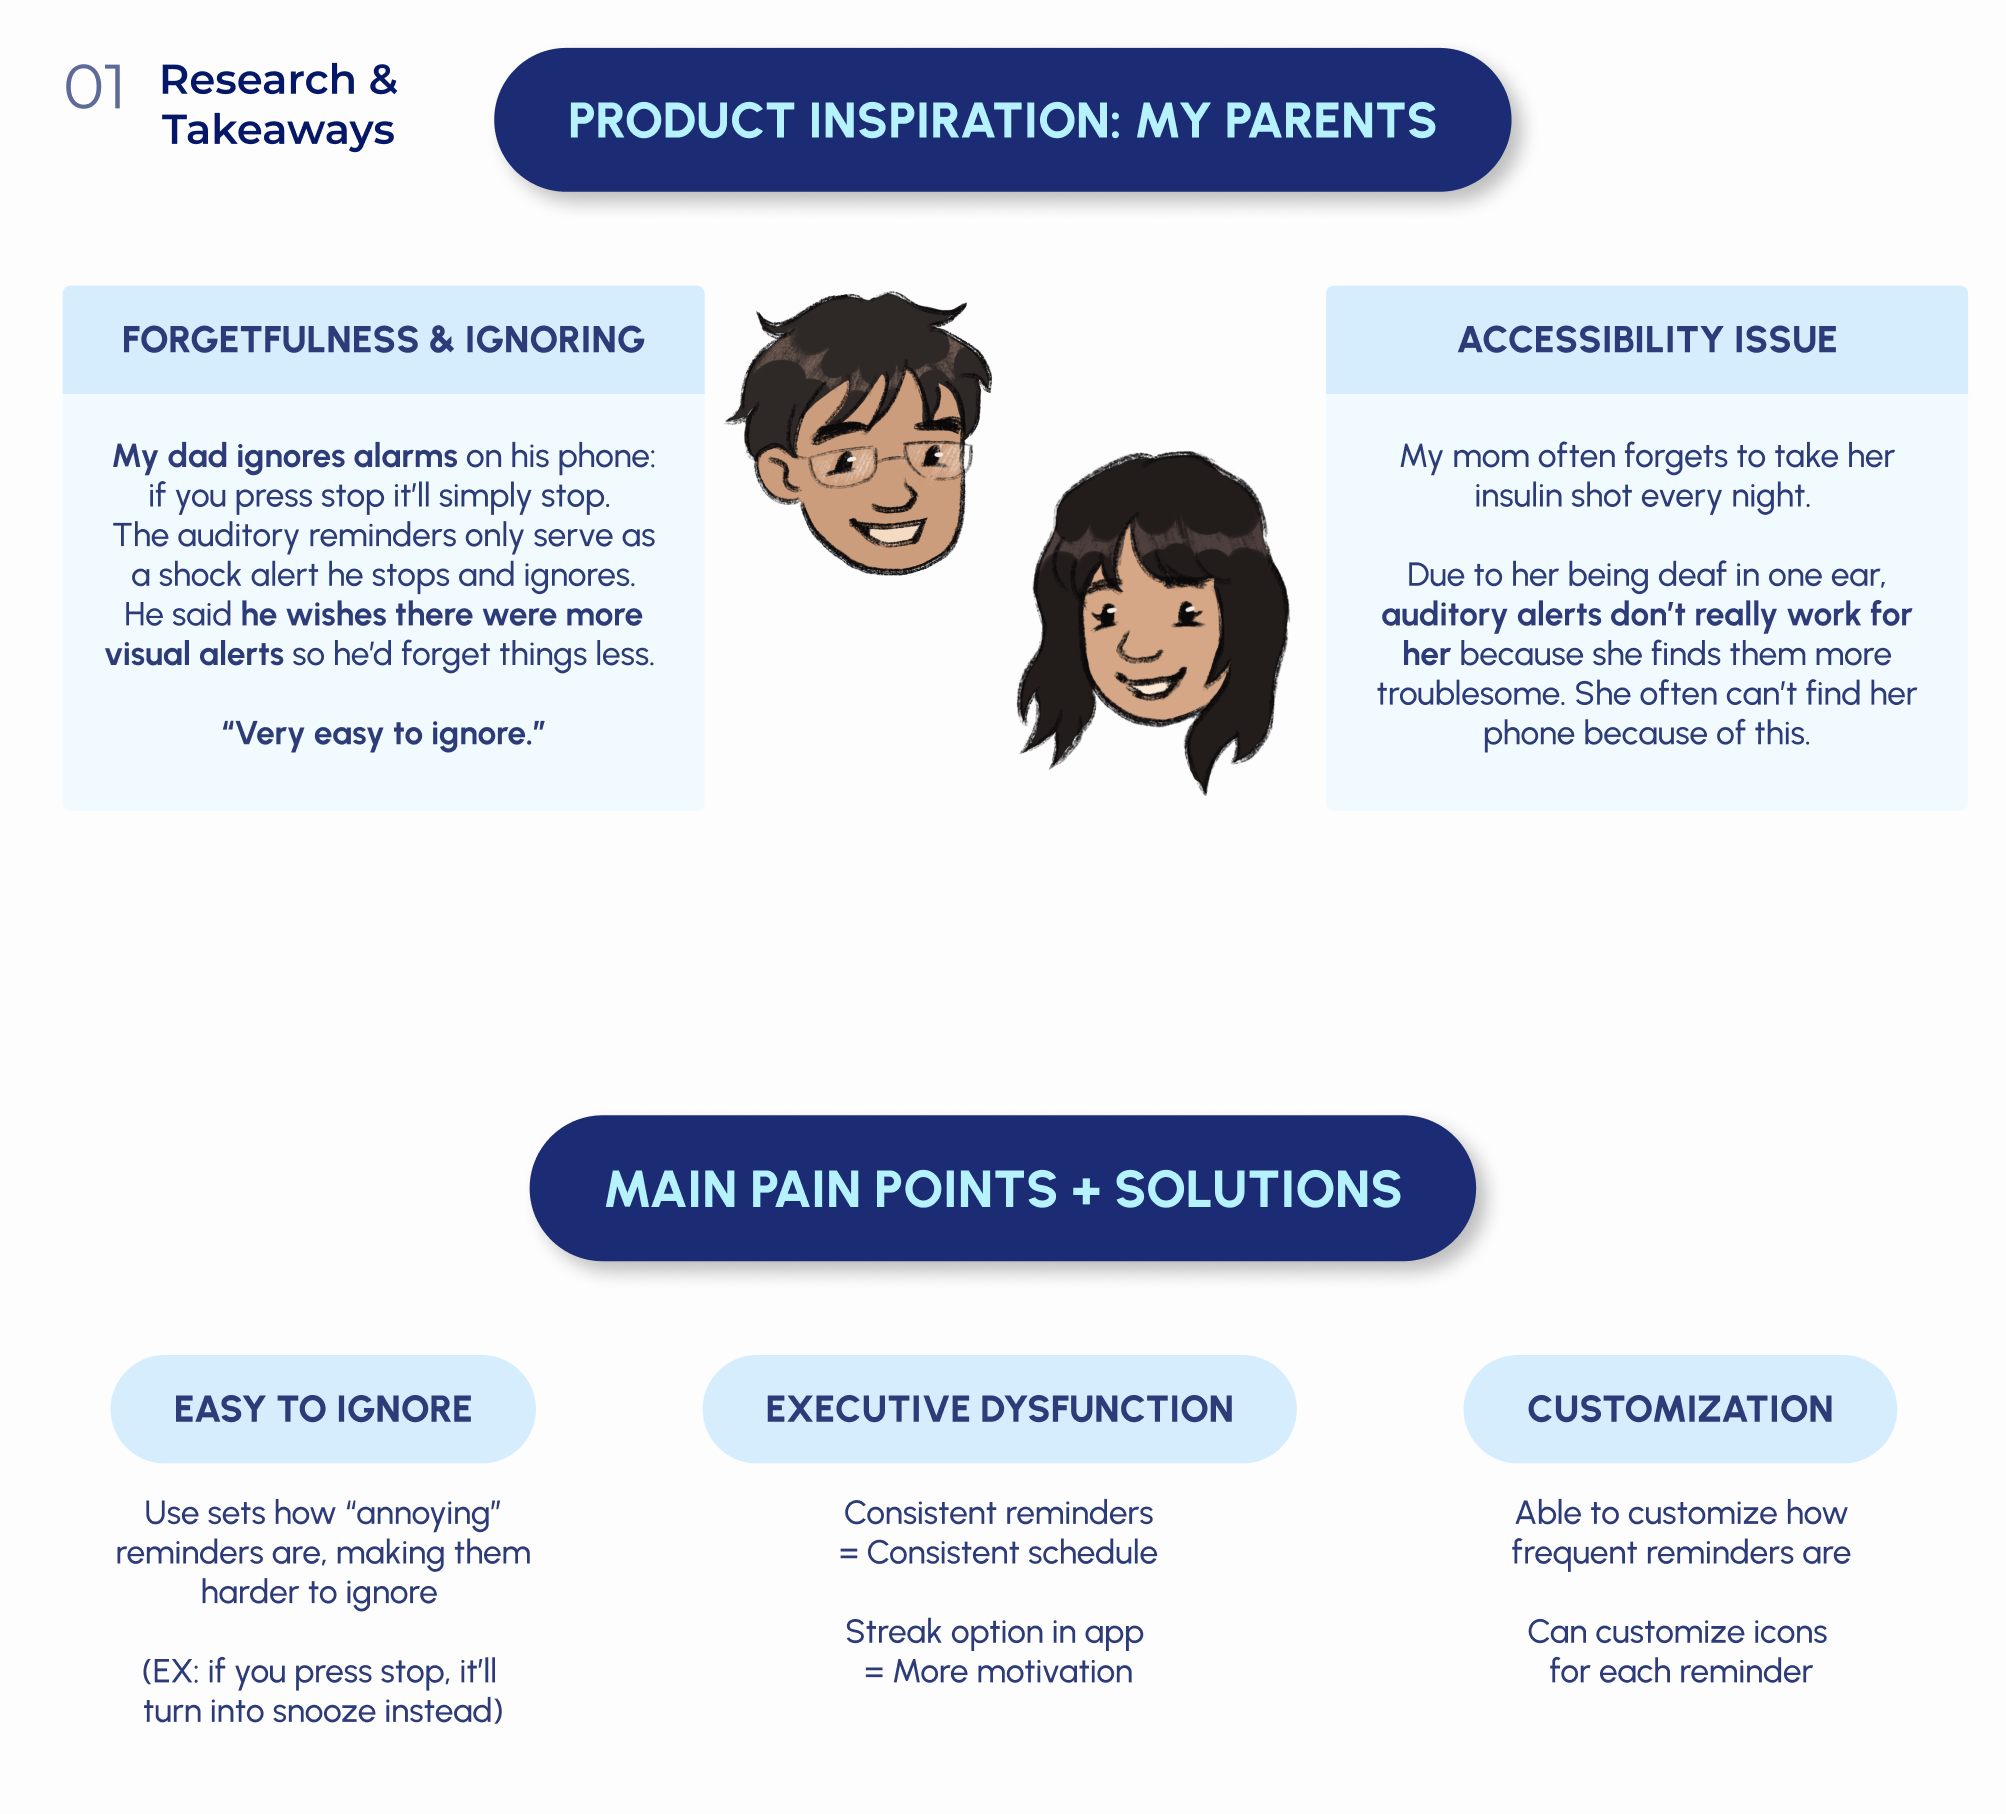 01
Research &
Takeaways
PRODUCT INSPIRATION: MY PARENTS
FORGETFULNESS & IGNORING
My dad ignores alarms on his phone:
if you press stop it’ll simply stop.
The auditory reminders only serve as
a shock alert he stops and ignores.
He said he wishes there were more
visual alerts so he’d forget things less.
“Very easy to ignore.”
ACCESSIBILITY ISSUE
My mom often forgets to take her
insulin shot every night.
Due to her being deaf in one ear,
auditory alerts don’t really work for
her because she finds them more
troublesome. She often can’t find her
phone because of this.
MAIN PAIN POINTS + SOLUTIONS
EASY TO IGNORE
Use sets how “annoying”
reminders are, making them
harder to ignore
(EX: if you press stop, it’ll
turn into snooze instead)
EXECUTIVE DYSFUNCTION
Consistent reminders
= Consistent schedule
Streak option in app
= More motivation
CUSTOMIZATION
Able to customize how
frequent reminders are
Can customize icons
for each reminder